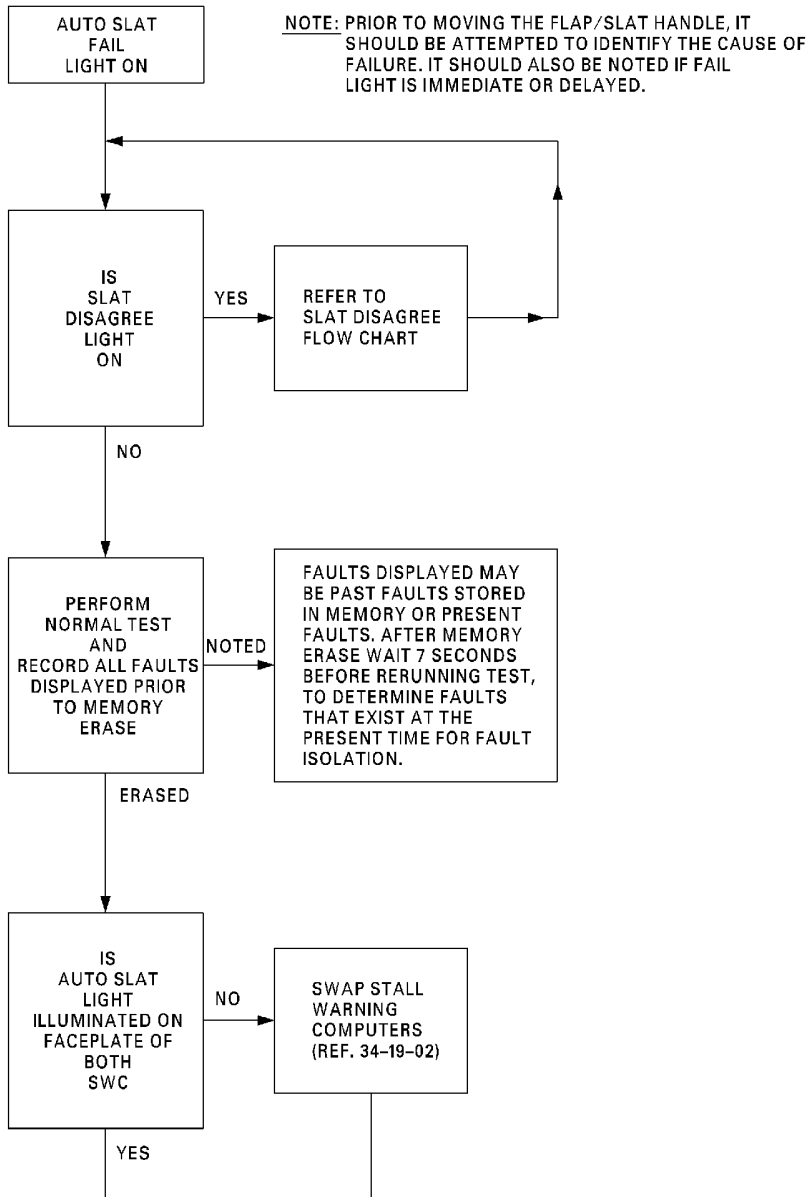 AUTO SLAT
FAIL
LIGHT ON
NOTE: PRIOR TO MOVING THE FLAP/SLAT HANDLE, IT
SHOULD BE ATTEMPTED TO IDENTIFY THE CAUSE OF
FAILURE. IT SHOULD ALSO BE NOTED IF FAIL
LIGHT IS IMMEDIATE OR DELAYED.
IS
SLAT
DISAGREE
LIGHT
ON
YES
REFER TO
SLAT DISAGREE
FLOW CHART
NO
PERFORM
NORMAL TEST
AND
RECORD ALL FAULTS
DISPLAYED PRIOR
TO MEMORY
ERASE
NOTED
FAULTS DISPLAYED MAY
BE PAST FAULTS STORED
IN MEMORY OR PRESENT
FAULTS. AFTER MEMORY
ERASE WAIT 7 SECONDS
BEFORE RERUNNING TEST,
TO DETERMINE FAULTS
THAT EXIST AT THE
PRESENT TIME FOR FAULT
ISOLATION.
ERASED
IS
AUTO SLAT
LIGHT
ILLUMINATED ON
FACEPLATE OF
BOTH
SWC
NO
SWAP STALL
WARNING
COMPUTERS
(REF. 34-19-02)
YES